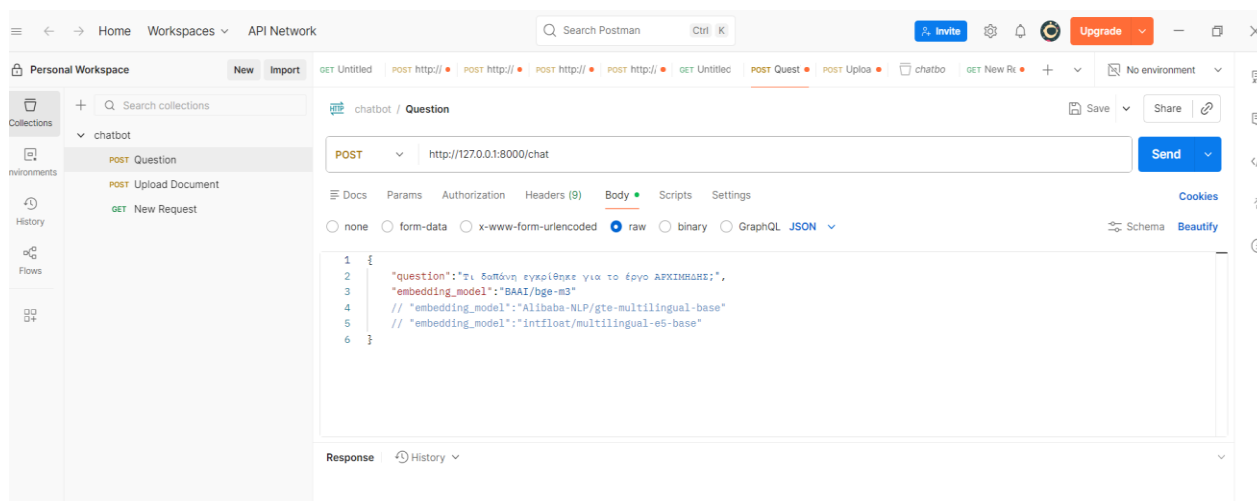 Home Workspaces API Network Search Postman Ctrl K Invite Upgrade
Personal Workspace New Import GET Untitled POST http:// POST http:// POST http:// POST http:// GET Untitled POST Quest POST Uploa chatbo GET New Re No environment
Collections
Search collections
chatbot
POST Question
POST Upload Document
GET New Request
nvironments
History
Flows
HTTP chatbot / Question Save Share
POST http://127.0.0.1:8000/chat Send
Docs Params Authorization Headers (9) Body Scripts Settings Cookies
none form-data x-www-form-urlencoded raw binary GraphQL JSON Schema Beautify
1 {
2 "question":"Τι δαπάνη εγκρίθηκε για το έργο ΑΡΧΙΜΗΔΗΣ;",
3 "embedding_model":"BAAI/bge-m3"
4 // "embedding_model":"Alibaba-NLP/gte-multilingual-base"
5 // "embedding_model":"intfloat/multilingual-e5-base"
6 }
Response History